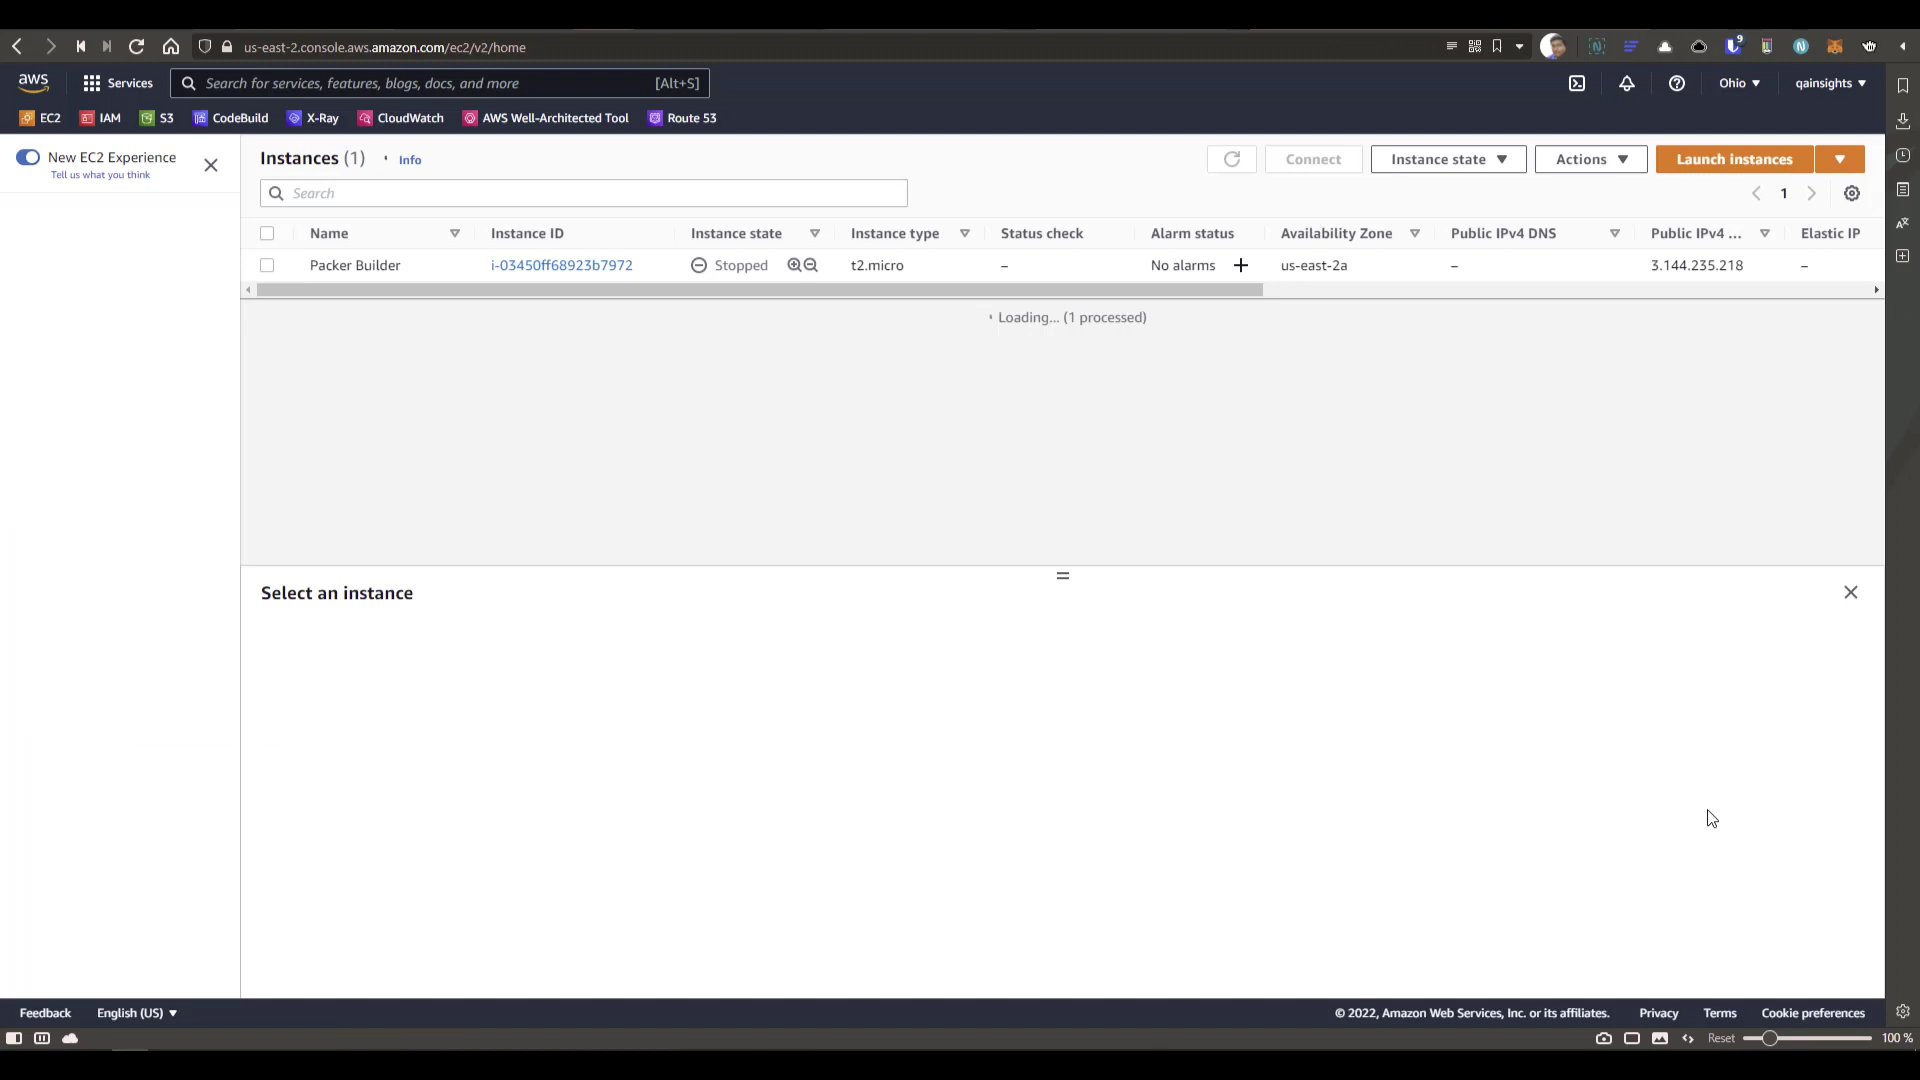 us-east-2.console.aws.amazon.com/ec2/v2/home
9
aws
Services
Search for services, features, blogs, docs, and more
[Alt+S]
Ohio
qainsights
EC2
IAM
S3
CodeBuild
X-Ray
CloudWatch
AWS Well-Architected Tool
Route 53
New EC2 Experience
Tell us what you think
Instances (1)
Info
Connect
Instance state
Actions
Launch instances
Search
1
Name
Instance ID
Instance state
Instance type
Status check
Alarm status
Availability Zone
Public IPv4 DNS
Public IPv4 ...
Elastic IP
Packer Builder
i-03450ff68923b7972
Stopped
t2.micro
–
No alarms
us-east-2a
–
3.144.235.218
–
Loading... (1 processed)
Select an instance
Feedback
English (US)
© 2022, Amazon Web Services, Inc. or its affiliates.
Privacy
Terms
Cookie preferences
Reset
100 %